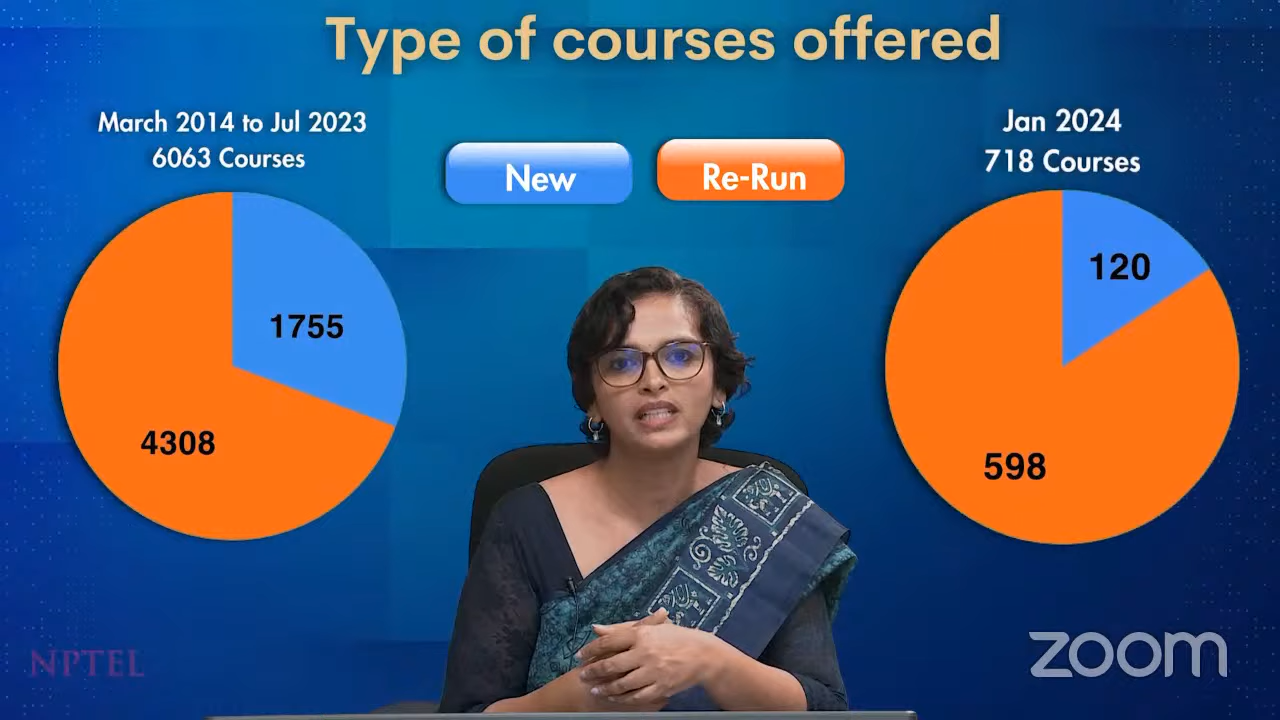 Type of courses offered
March 2014 to Jul 2023
6063 Courses
New
Re-Run
Jan 2024
718 Courses
1755
4308
120
598
NPTEL
zoom